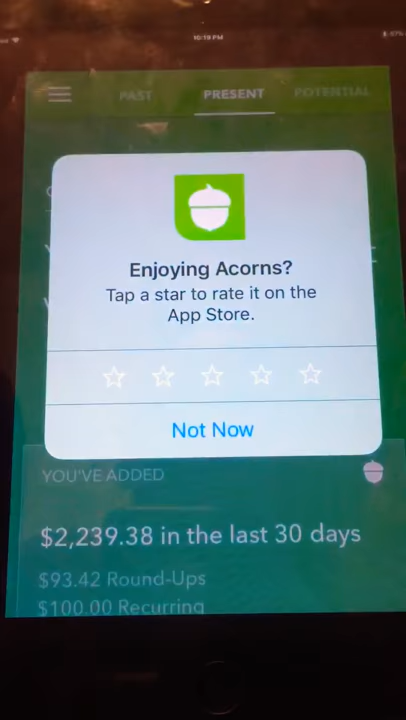 10:19 PM
PAST PRESENT POTENTIAL
Enjoying Acorns?
Tap a star to rate it on the
App Store.
Not Now
YOU'VE ADDED
$2,239.38 in the last 30 days
$93.42 Round-Ups
$100.00 Recurring